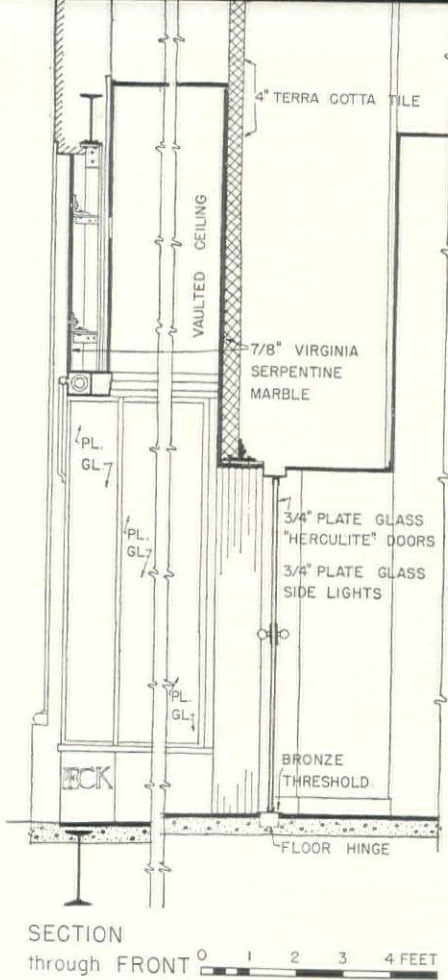 4" TERRA COTTA TILE
VAULTED CEILING
7/8" VIRGINIA
SERPENTINE
MARBLE
PL.
GL.
PL.
GL.
3/4" PLATE GLASS
"HERCULITE" DOORS
3/4" PLATE GLASS
SIDE LIGHTS
PL.
GL.
BRONZE
THRESHOLD
ECK
FLOOR HINGE
SECTION
through FRONT
0 1 2 3 4 FEET